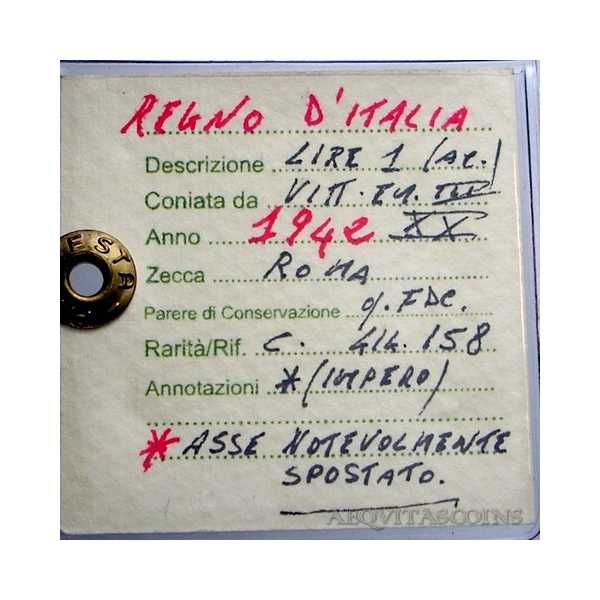 REGNO D'ITALIA
Descrizione LIRE 1 (AC.)
Coniata da VITT. EM. III
Anno 1942 XX
Zecca ROMA
Parere di Conservazione q.FDC.
Rarità/Rif. C. GIG. 158
Annotazioni * (IMPERO)
* ASSE NOTEVOLMENTE
SPOSTATO.
AEQVITASCOINS